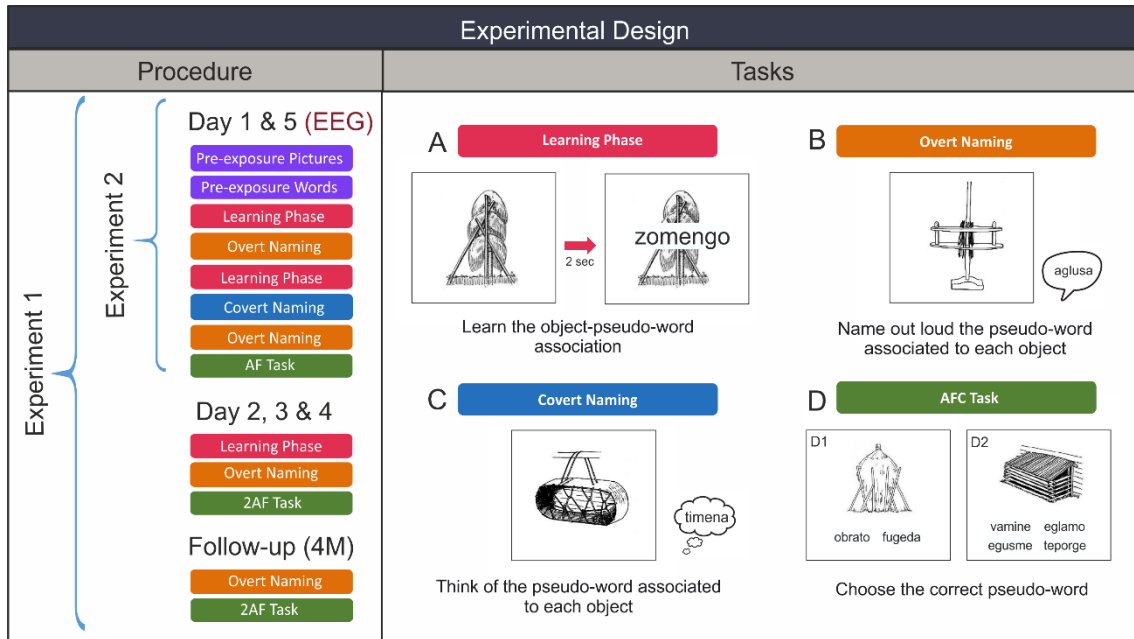 Experimental Design
Procedure
Tasks
Experiment 1
Experiment 2
Day 1 & 5 (EEG)
Pre-exposure Pictures
Pre-exposure Words
Learning Phase
Overt Naming
Learning Phase
Covert Naming
Overt Naming
AF Task
Day 2, 3 & 4
Learning Phase
Overt Naming
2AF Task
Follow-up (4M)
Overt Naming
2AF Task
A
Learning Phase
2 sec
zomengo
Learn the object-pseudo-word
association
B
Overt Naming
aglusa
Name out loud the pseudo-word
associated to each object
C
Covert Naming
timena
Think of the pseudo-word associated
to each object
D
AFC Task
D1
obrato fugeda
D2
vamine eglamo
egusme teporge
Choose the correct pseudo-word